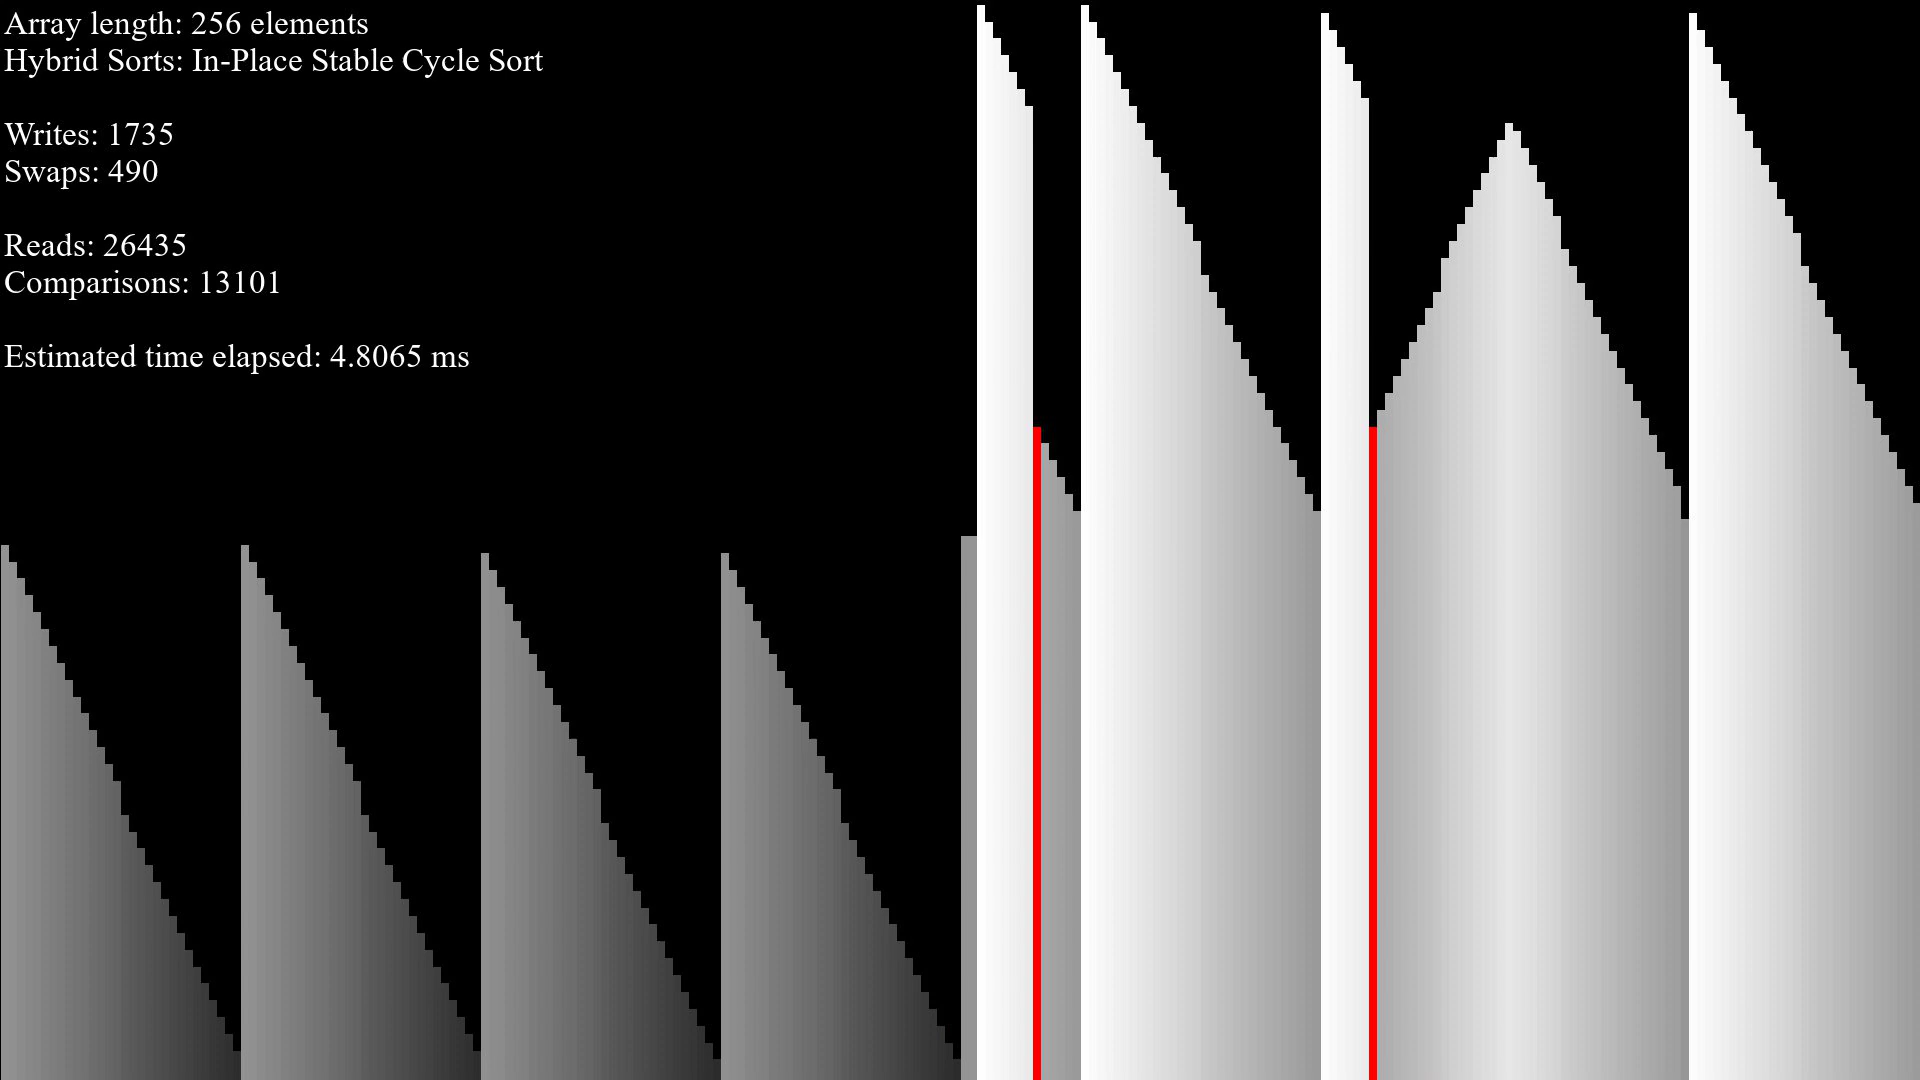 Array length: 256 elements
Hybrid Sorts: In-Place Stable Cycle Sort
Writes: 1735
Swaps: 490
Reads: 26435
Comparisons: 13101
Estimated time elapsed: 4.8065 ms